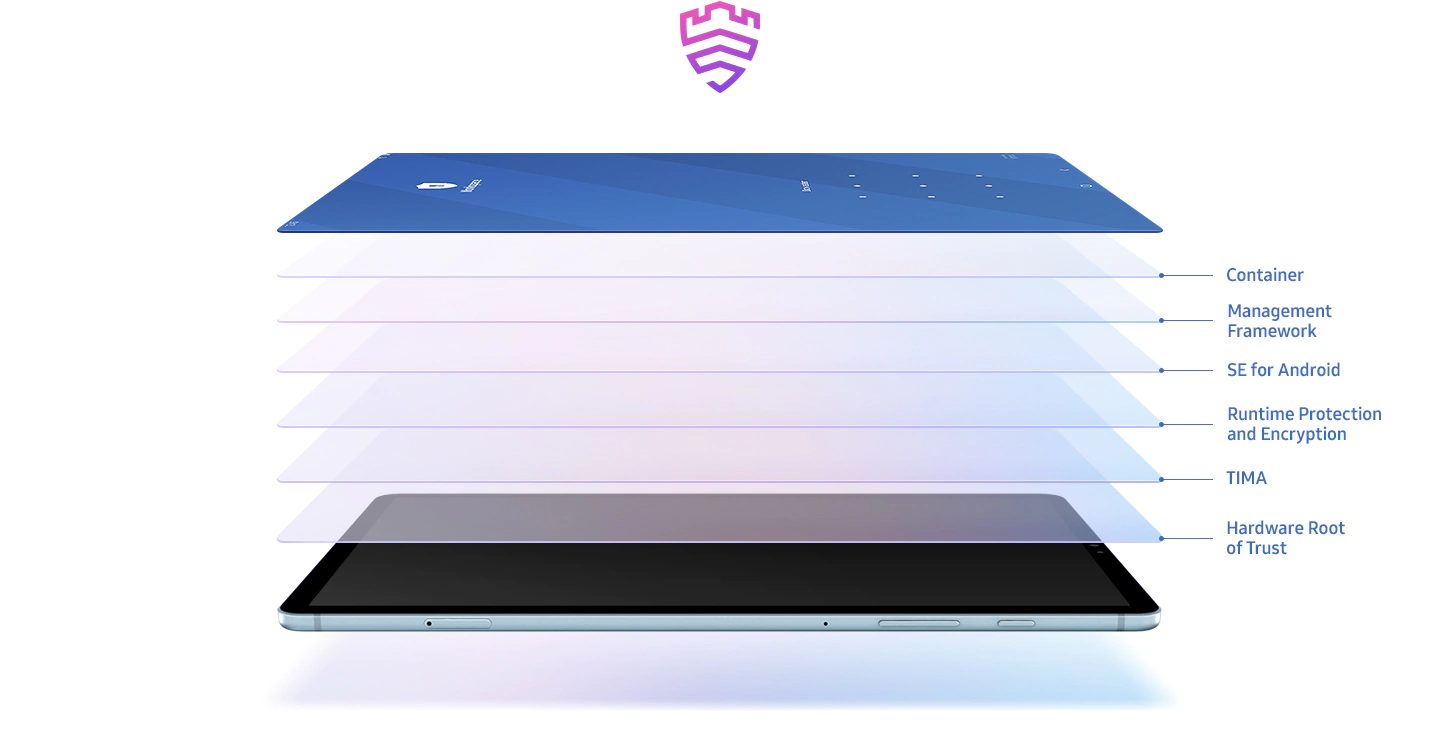 Container
Management
Framework
SE for Android
Runtime Protection
and Encryption
TIMA
Hardware Root
of Trust